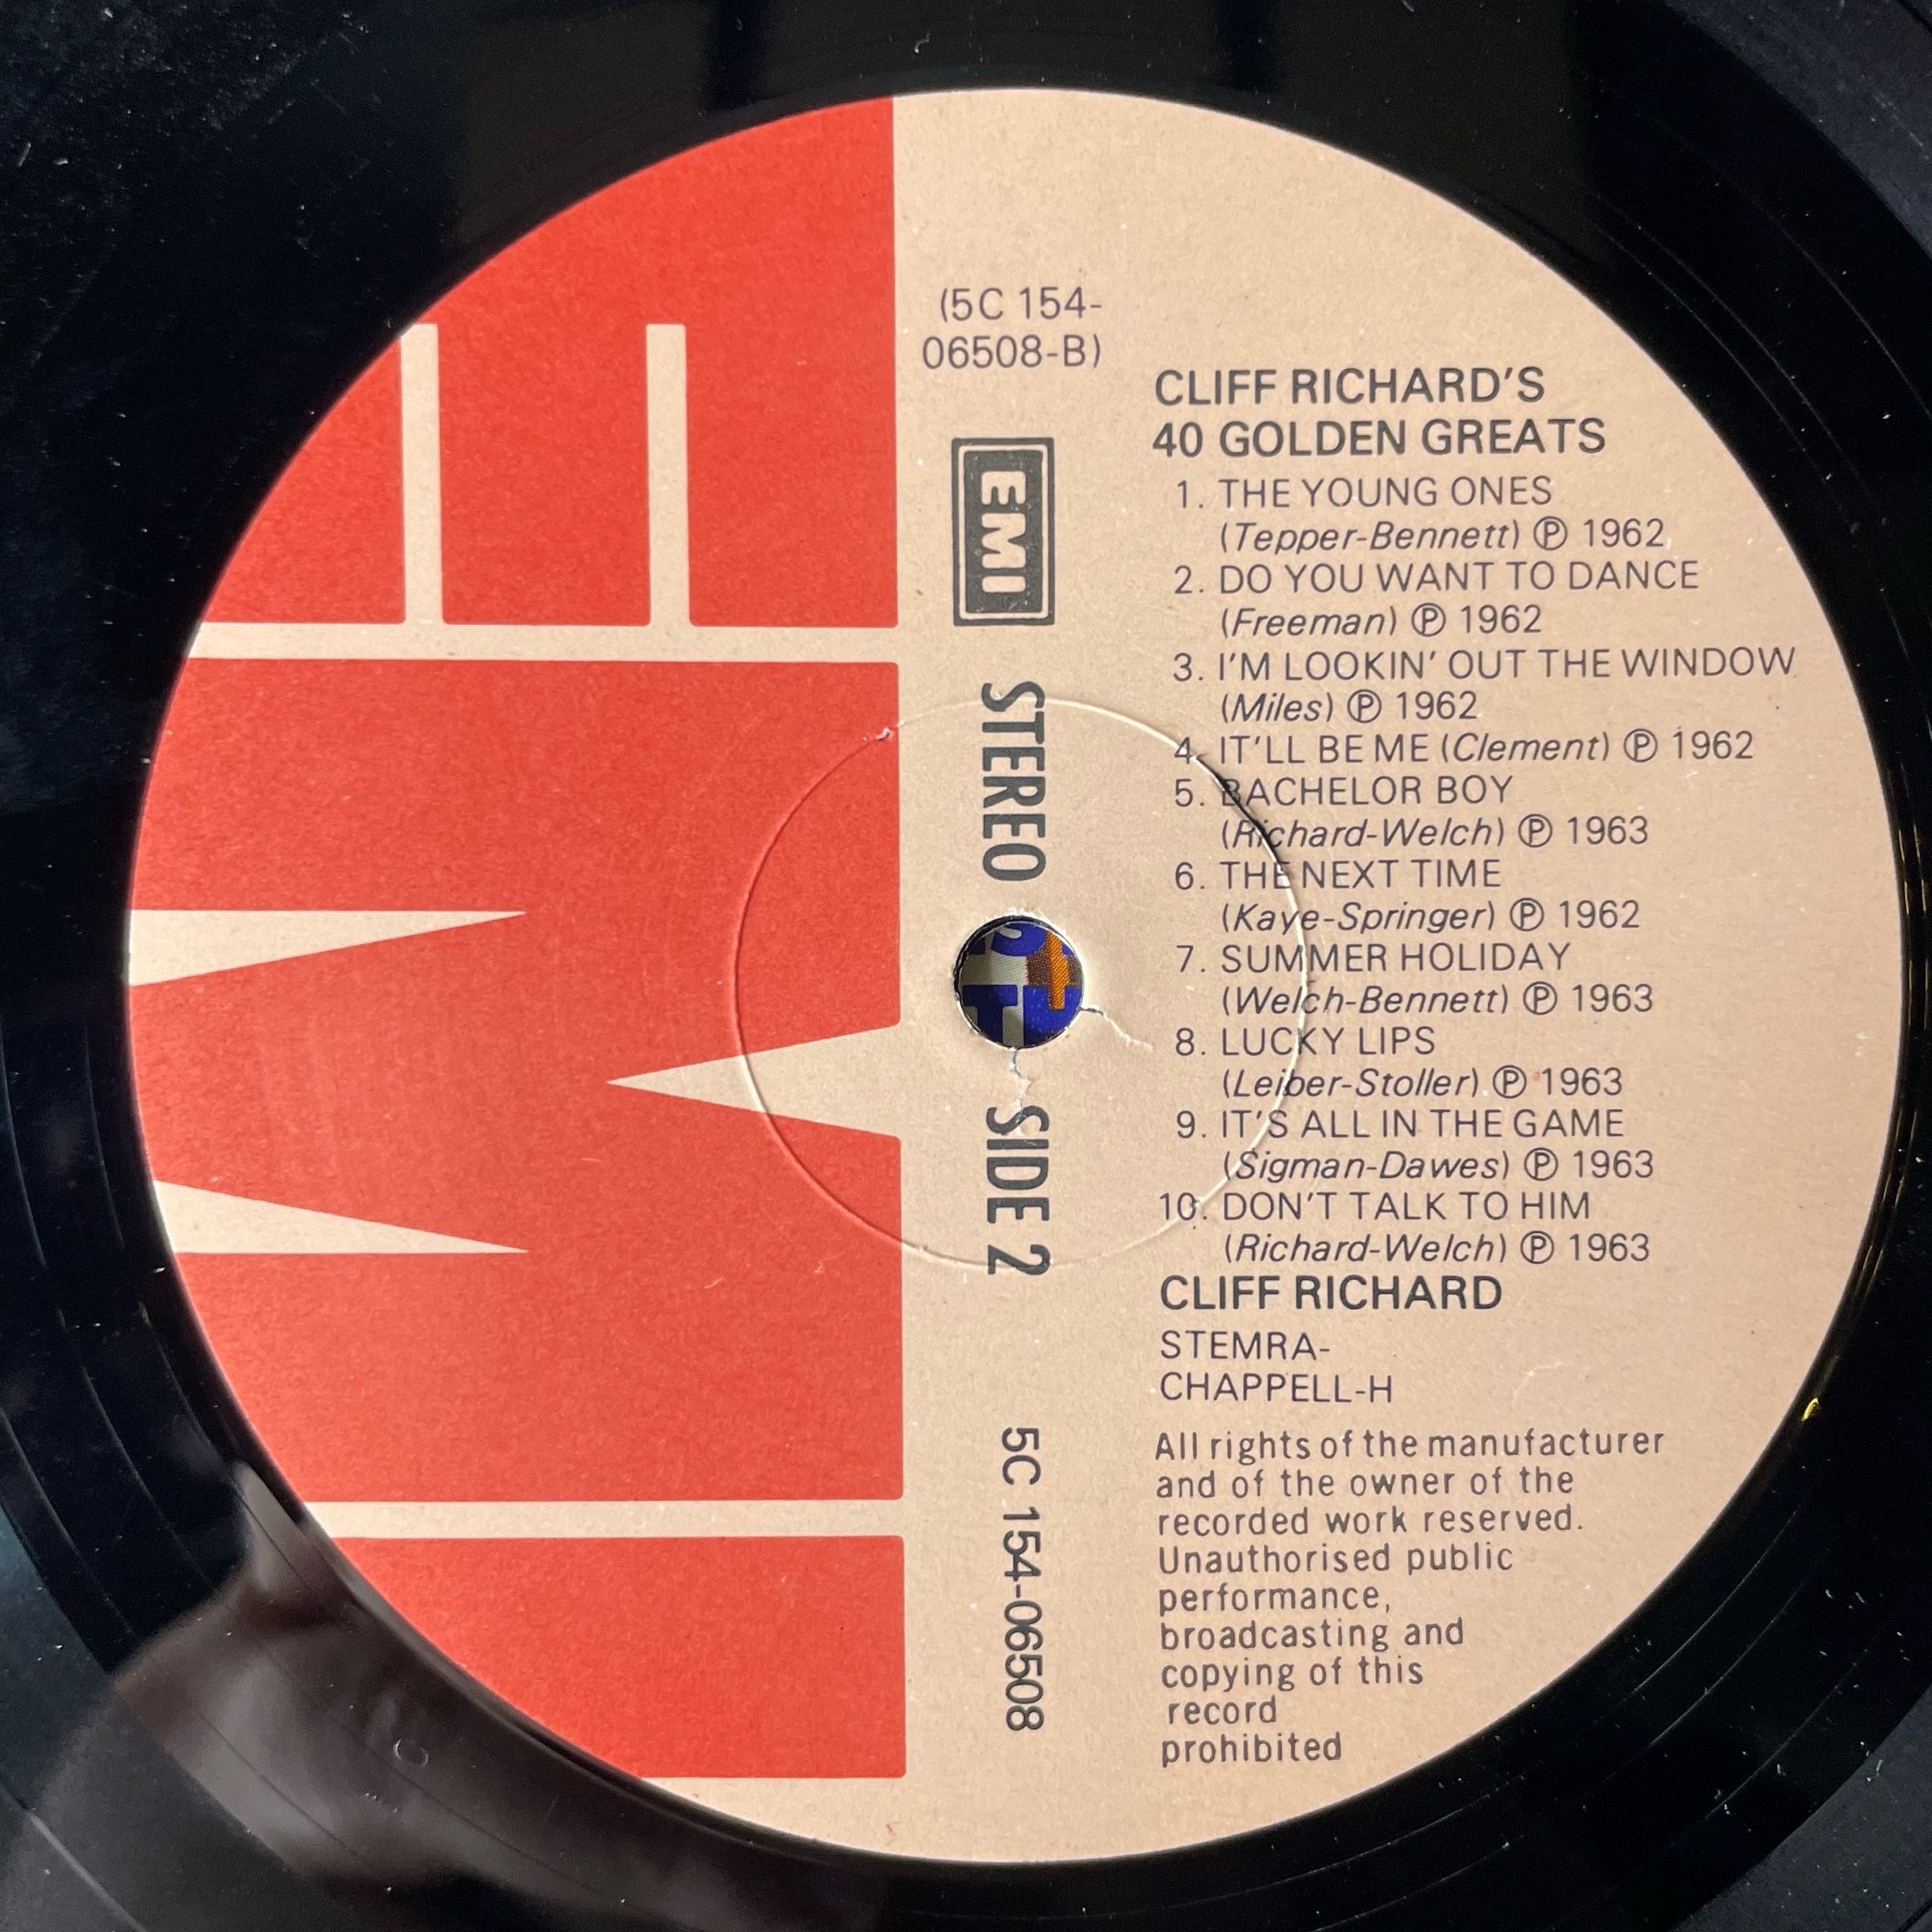 (5C 154-
06508-B)
EMI
STEREO
SIDE 2
5C 154-06508
CLIFF RICHARD'S
40 GOLDEN GREATS
1. THE YOUNG ONES
(Tepper-Bennett) Ⓟ 1962
2. DO YOU WANT TO DANCE
(Freeman) Ⓟ 1962
3. I'M LOOKIN' OUT THE WINDOW
(Miles) Ⓟ 1962
4. IT'LL BE ME (Clement) Ⓟ 1962
5. BACHELOR BOY
(Richard-Welch) Ⓟ 1963
6. THE NEXT TIME
(Kaye-Springer) Ⓟ 1962
7. SUMMER HOLIDAY
(Welch-Bennett) Ⓟ 1963
8. LUCKY LIPS
(Leiber-Stoller) Ⓟ 1963
9. IT'S ALL IN THE GAME
(Sigman-Dawes) Ⓟ 1963
10. DON'T TALK TO HIM
(Richard-Welch) Ⓟ 1963
CLIFF RICHARD
STEMRA-
CHAPPELL-H
All rights of the manufacturer
and of the owner of the
recorded work reserved.
Unauthorised public
performance,
broadcasting and
copying of this
record
prohibited